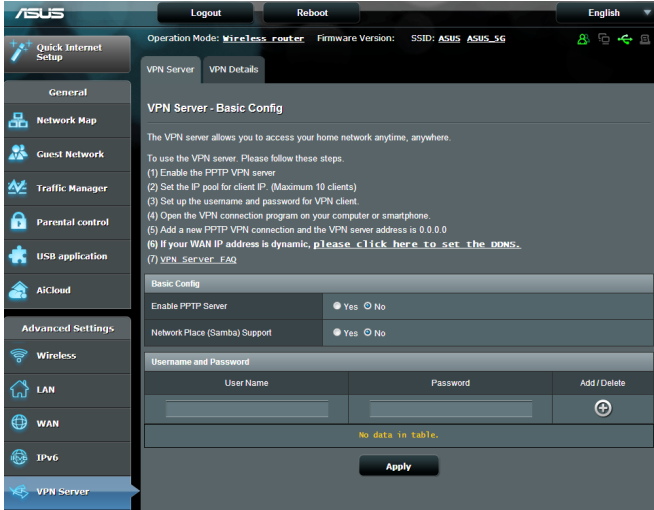 ASUS
Logout
Reboot
English
Quick Internet
Setup
Operation Mode: Wireless router Firmware Version: SSID: ASUS ASUS_5G
VPN Server
VPN Details
General
Network Map
Guest Network
Traffic Manager
Parental control
USB application
AiCloud
Advanced Settings
Wireless
LAN
WAN
IPv6
VPN Server
VPN Server - Basic Config
The VPN server allows you to access your home network anytime, anywhere.
To use the VPN server. Please follow these steps.
(1) Enable the PPTP VPN server
(2) Set the IP pool for client IP. (Maximum 10 clients)
(3) Set up the username and password for VPN client.
(4) Open the VPN connection program on your computer or smartphone.
(5) Add a new PPTP VPN connection and the VPN server address is 0.0.0.0
(6) If your WAN IP address is dynamic, please click here to set the DDNS.
(7) VPN Server FAQ
Basic Config
Enable PPTP Server Yes No
Network Place (Samba) Support Yes No
Username and Password
User Name Password Add / Delete
No data in table.
Apply